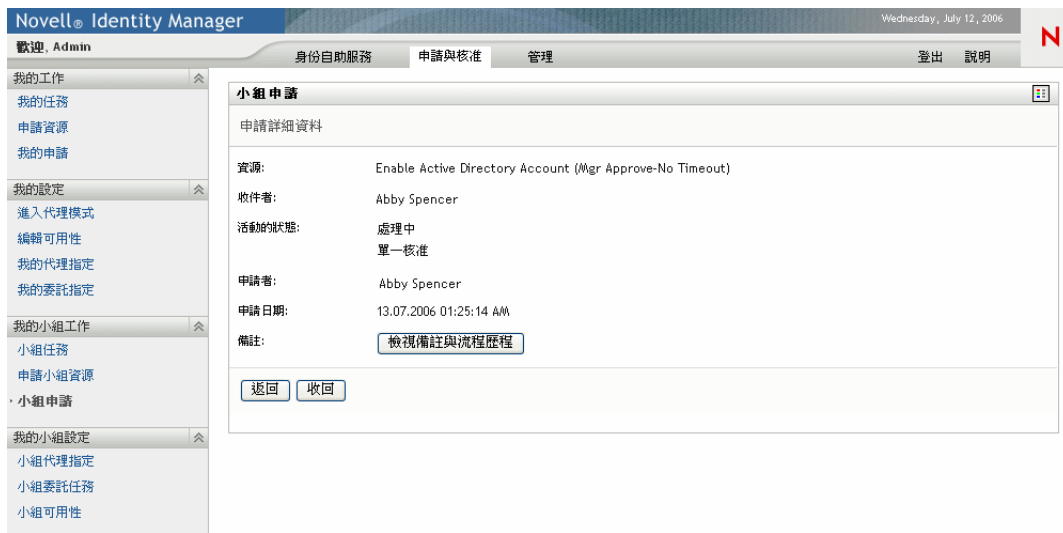 Novell® Identity Manager
Wednesday, July 12, 2006
N
歡迎, Admin
身份自助服務 申請與核准 管理 登出 說明
我的工作
我的任務
申請資源
我的申請
我的設定
進入代理模式
編輯可用性
我的代理指定
我的委託指定
我的小組工作
小組任務
申請小組資源
小組申請
我的小組設定
小組代理指定
小組委託任務
小組可用性
小組申請
申請詳細資料
資源: Enable Active Directory Account (Mgr Approve-No Timeout)
收件者: Abby Spencer
活動的狀態: 處理中
單一核准
申請者: Abby Spencer
申請日期: 13.07.2006 01:25:14 AM
備註: 檢視備註與流程歷程
返回 收回